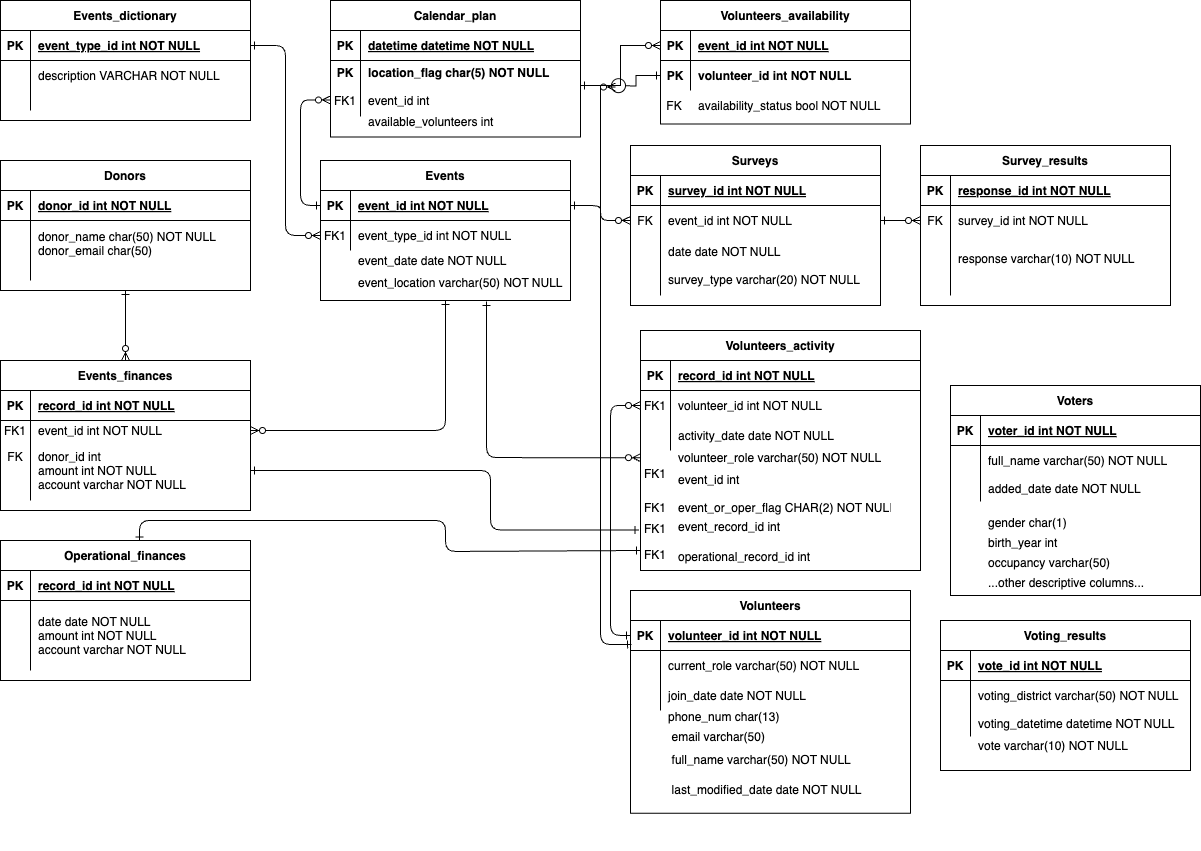 Events_dictionary
PK event_type_id int NOT NULL
description VARCHAR NOT NULL
Calendar_plan
PK datetime datetime NOT NULL
PK location_flag char(5) NOT NULL
FK1 event_id int
available_volunteers int
Volunteers_availability
PK event_id int NOT NULL
PK volunteer_id int NOT NULL
FK availability_status bool NOT NULL
Donors
PK donor_id int NOT NULL
donor_name char(50) NOT NULL
donor_email char(50)
Events
PK event_id int NOT NULL
FK1 event_type_id int NOT NULL
event_date date NOT NULL
event_location varchar(50) NOT NULL
Surveys
PK survey_id int NOT NULL
FK event_id int NOT NULL
date date NOT NULL
survey_type varchar(20) NOT NULL
Survey_results
PK response_id int NOT NULL
FK survey_id int NOT NULL
response varchar(10) NOT NULL
Events_finances
PK record_id int NOT NULL
FK1 event_id int NOT NULL
FK donor_id int
amount int NOT NULL
account varchar NOT NULL
Volunteers_activity
PK record_id int NOT NULL
FK1 volunteer_id int NOT NULL
activity_date date NOT NULL
volunteer_role varchar(50) NOT NULL
FK1 event_id int
FK1 event_or_oper_flag CHAR(2) NOT NUL
FK1 event_record_id int
FK1 operational_record_id int
Voters
PK voter_id int NOT NULL
full_name varchar(50) NOT NULL
added_date date NOT NULL
gender char(1)
birth_year int
occupancy varchar(50)
...other descriptive columns...
Operational_finances
PK record_id int NOT NULL
date date NOT NULL
amount int NOT NULL
account varchar NOT NULL
Volunteers
PK volunteer_id int NOT NULL
current_role varchar(50) NOT NULL
join_date date NOT NULL
phone_num char(13)
email varchar(50)
full_name varchar(50) NOT NULL
last_modified_date date NOT NULL
Voting_results
PK vote_id int NOT NULL
voting_district varchar(50) NOT NULL
voting_datetime datetime NOT NULL
vote varchar(10) NOT NULL